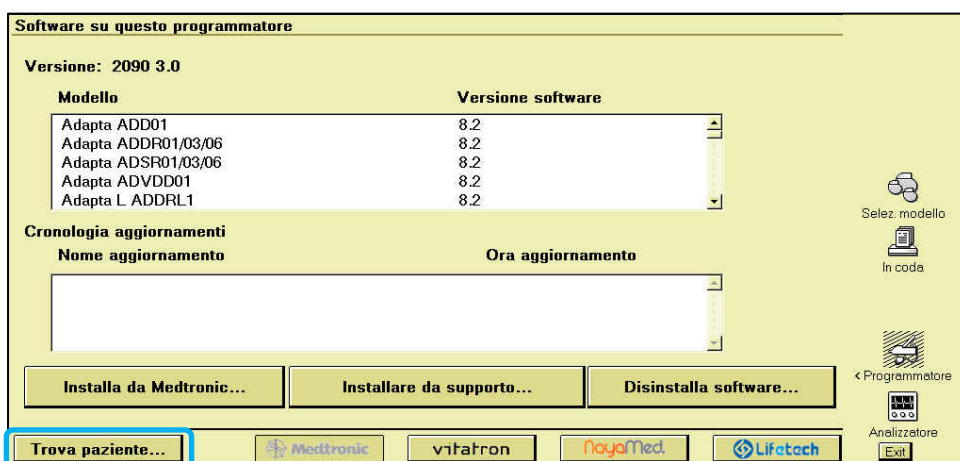 Software su questo programmatore
Versione: 2090 3.0
Modello Versione software
Adapta ADD01 8.2
Adapta ADDR01/03/06 8.2
Adapta ADSR01/03/06 8.2
Adapta ADVDD01 8.2
Adapta L ADDRL1 8.2
Selez. modello
Cronologia aggiornamenti
Nome aggiornamento Ora aggiornamento
In coda
Installa da Medtronic... Installare da supporto... Disinstalla software...
< Programmatore
Analizzatore
Trova paziente... Medtronic vitatron NayaMed. Lifetech Exit